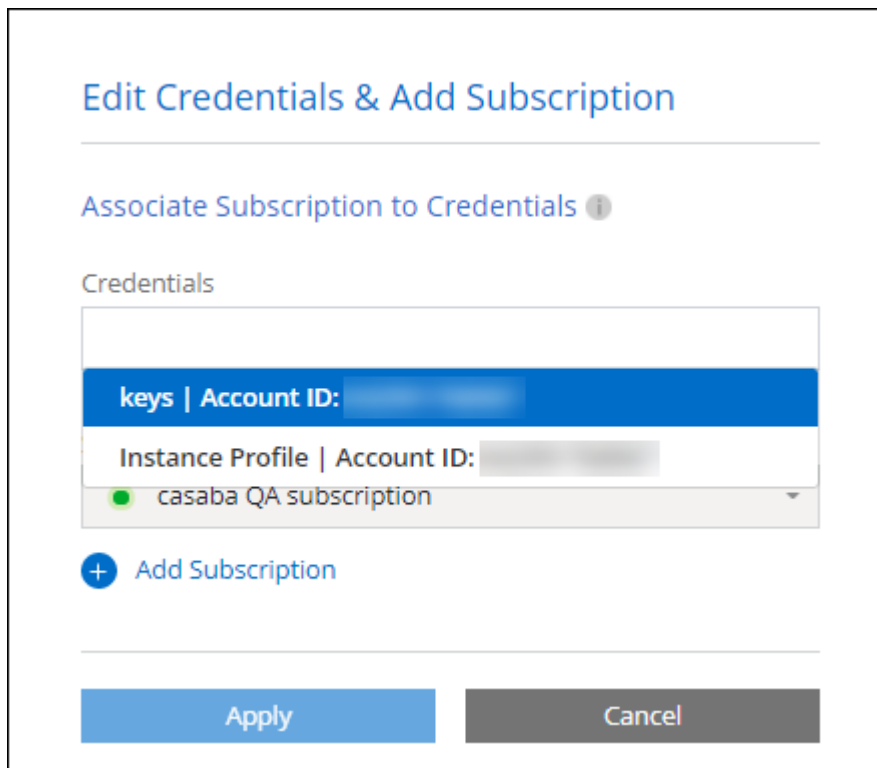 Edit Credentials & Add Subscription
Associate Subscription to Credentials i
Credentials
keys | Account ID:
Instance Profile | Account ID:
casaba QA subscription
+ Add Subscription
Apply
Cancel